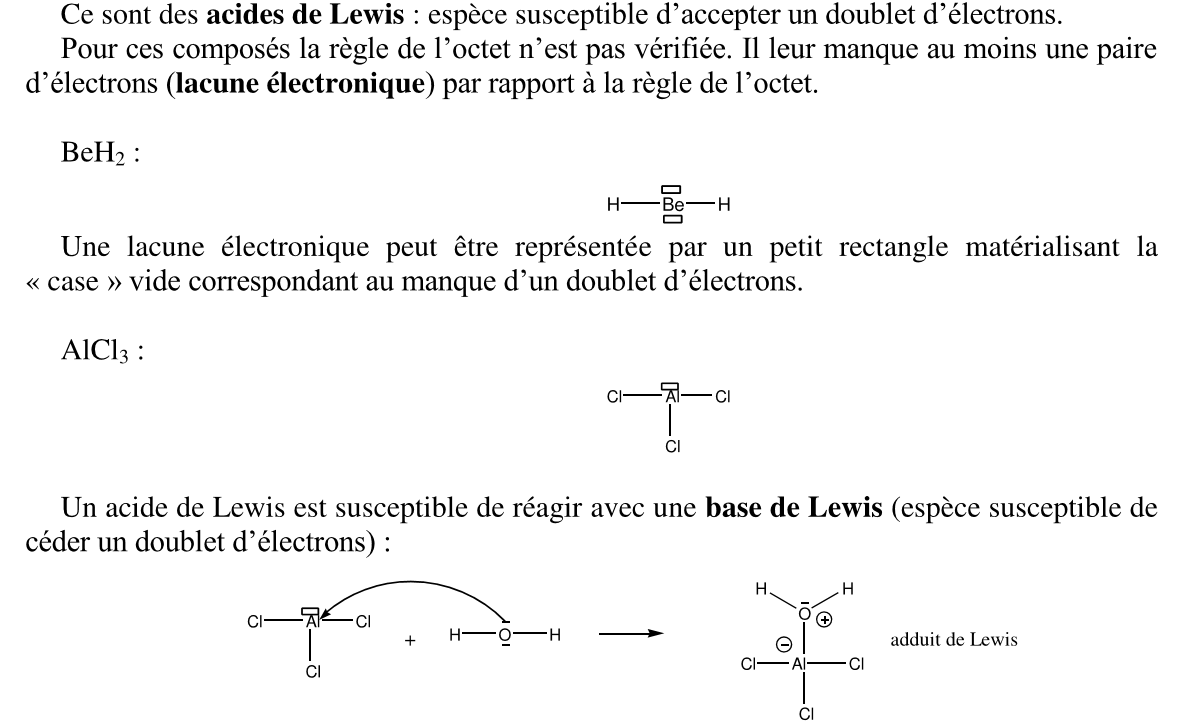 Ce sont des acides de Lewis : espèce susceptible d’accepter un doublet d’électrons.
Pour ces composés la règle de l’octet n’est pas vérifiée. Il leur manque au moins une paire
d’électrons (lacune électronique) par rapport à la règle de l’octet.
BeH₂ :
H Be H
Une lacune électronique peut être représentée par un petit rectangle matérialisant la
« case » vide correspondant au manque d’un doublet d’électrons.
AlCl₃ :
Cl Al Cl
Cl
Un acide de Lewis est susceptible de réagir avec une base de Lewis (espèce susceptible de
céder un doublet d’électrons) :
Cl Al Cl
Cl
+
H O H
H H
O +
− adduit de Lewis
Cl Al Cl
Cl